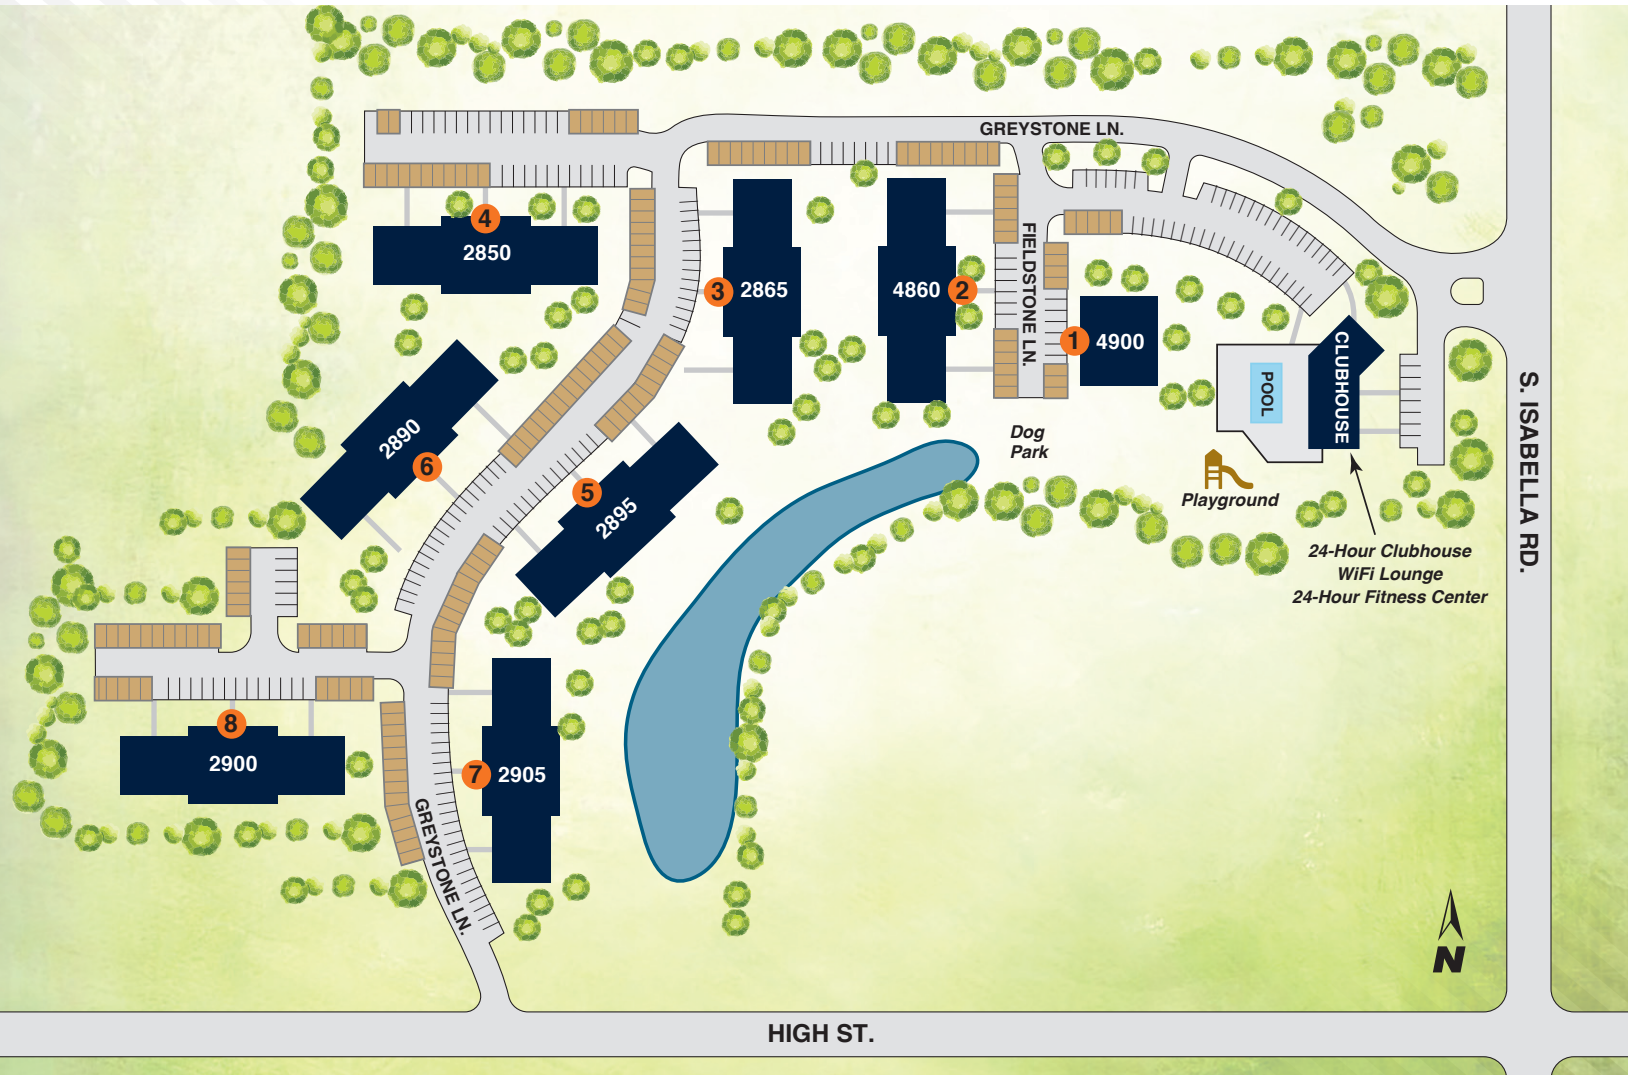 GREYSTONE LN.
4
2850
3
2865
4860
2
FIELDSTONE LN.
1
4900
CLUBHOUSE
POOL
S. ISABELLA RD.
2890
6
5
2895
Dog
Park
Playground
24-Hour Clubhouse
WiFi Lounge
24-Hour Fitness Center
8
2900
7
2905
GREYSTONE LN.
N
HIGH ST.